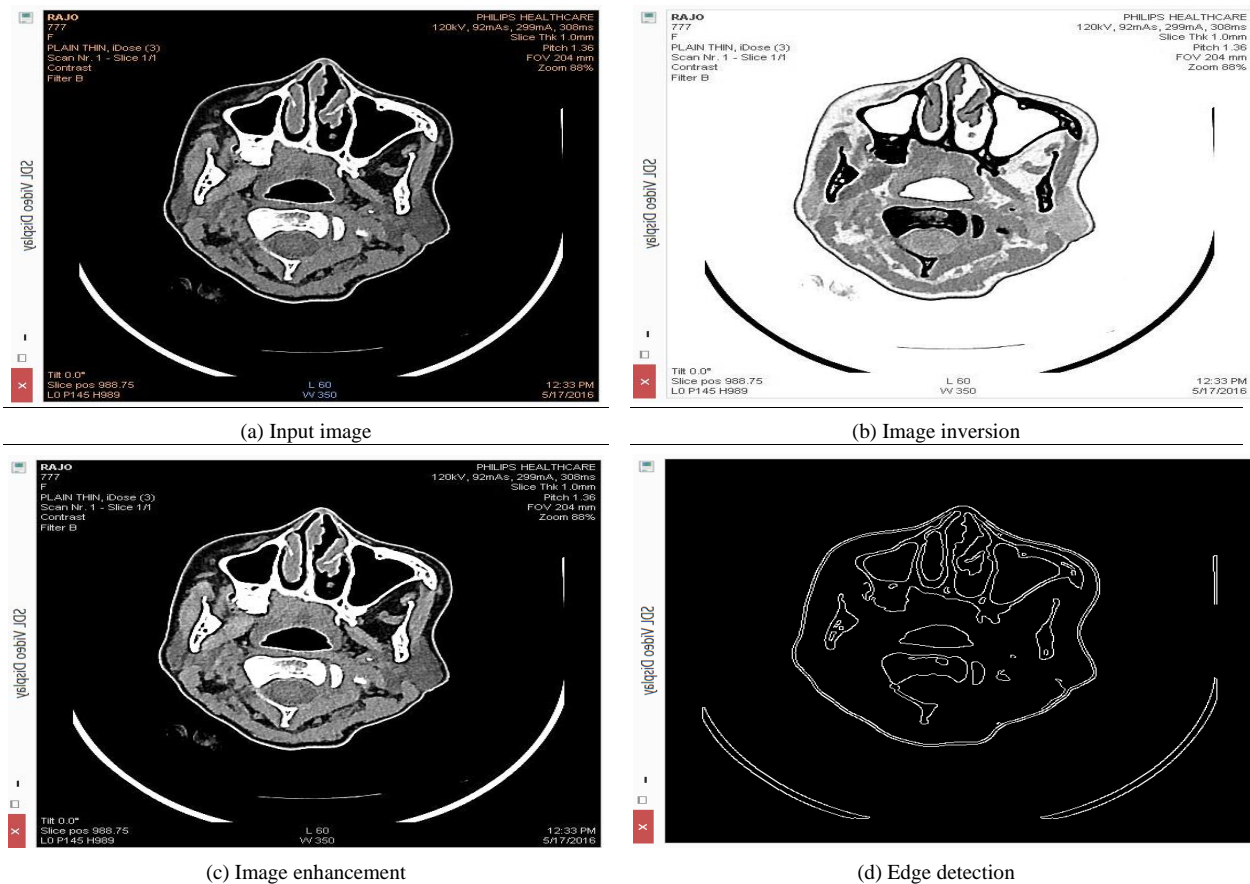 RAJO
777
F
PLAIN THIN, iDose (3)
Scan Nr. 1 - Slice 1/1
Contrast
Filter B
PHILIPS HEALTHCARE
120kV, 92mAs, 299mA, 308ms
Slice Thk 1.0mm
Pitch 1.36
FOV 204 mm
Zoom 88%
SDL Video Display
Tilt 0.0°
Slice pos 988.75
L0 P145 H989
L 60
W 350
12:33 PM
5/17/2016
X
(a) Input image
RAJO
777
F
PLAIN THIN, iDose (3)
Scan Nr. 1 - Slice 1/1
Contrast
Filter B
PHILIPS HEALTHCARE
120kV, 92mAs, 299mA, 308ms
Slice Thk 1.0mm
Pitch 1.36
FOV 204 mm
Zoom 88%
SDL Video Display
Tilt 0.0°
Slice pos 988.75
L0 P145 H989
L 60
W 350
12:33 PM
5/17/2016
X
(b) Image inversion
RAJO
777
F
PLAIN THIN, iDose (3)
Scan Nr. 1 - Slice 1/1
Contrast
Filter B
PHILIPS HEALTHCARE
120kV, 92mAs, 299mA, 308ms
Slice Thk 1.0mm
Pitch 1.36
FOV 204 mm
Zoom 88%
SDL Video Display
Tilt 0.0°
Slice pos 988.75
L0 P145 H989
L 60
W 350
12:33 PM
5/17/2016
X
(c) Image enhancement
SDL Video Display
X
(d) Edge detection